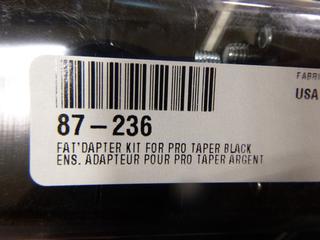 FABRI
USA
87-236
FAT'DAPTER KIT FOR PRO TAPER BLACK
ENS. ADAPTEUR POUR PRO TAPER ARGENT